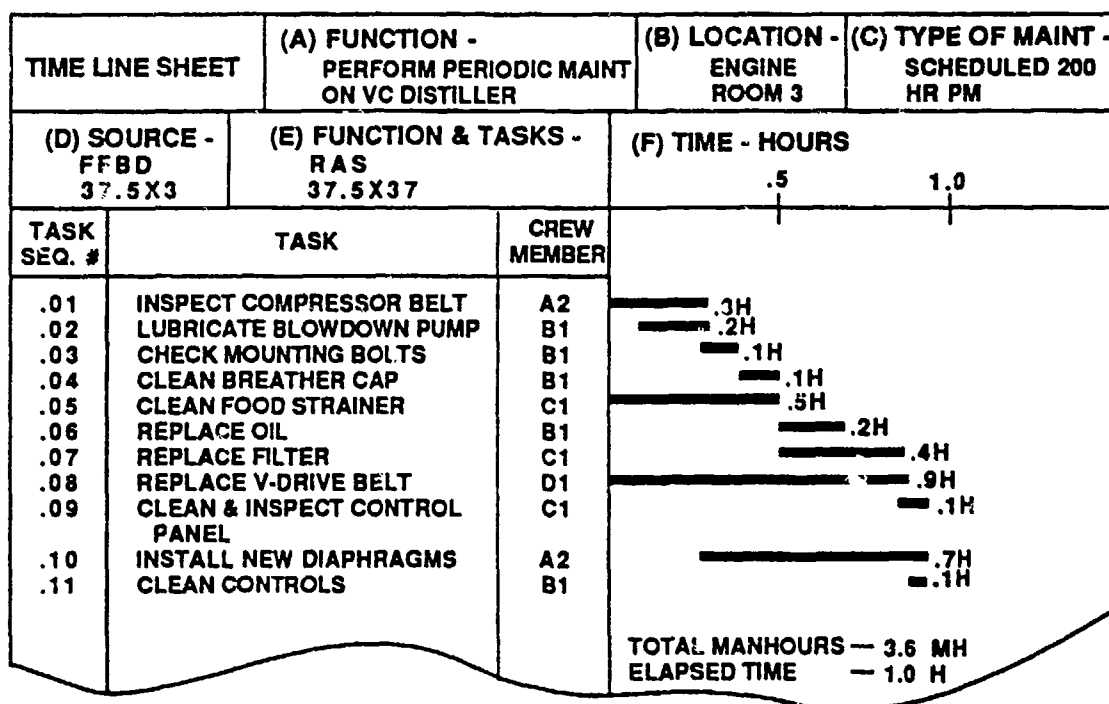 TIME LINE SHEET
(A) FUNCTION -
PERFORM PERIODIC MAINT
ON VC DISTILLER
(B) LOCATION -
ENGINE
ROOM 3
(C) TYPE OF MAINT -
SCHEDULED 200
HR PM
(D) SOURCE -
FFBD
37.5X3
(E) FUNCTION & TASKS -
RAS
37.5X37
(F) TIME - HOURS
.5 1.0
TASK
SEQ. #
TASK
CREW
MEMBER
.01 INSPECT COMPRESSOR BELT A2 .3H
.02 LUBRICATE BLOWDOWN PUMP B1 .2H
.03 CHECK MOUNTING BOLTS B1 .1H
.04 CLEAN BREATHER CAP B1 .1H
.05 CLEAN FOOD STRAINER C1 .5H
.06 REPLACE OIL B1 .2H
.07 REPLACE FILTER C1 .4H
.08 REPLACE V-DRIVE BELT D1 .9H
.09 CLEAN & INSPECT CONTROL C1 .1H
PANEL
.10 INSTALL NEW DIAPHRAGMS A2 .7H
.11 CLEAN CONTROLS B1 .1H
TOTAL MANHOURS — 3.6 MH
ELAPSED TIME — 1.0 H